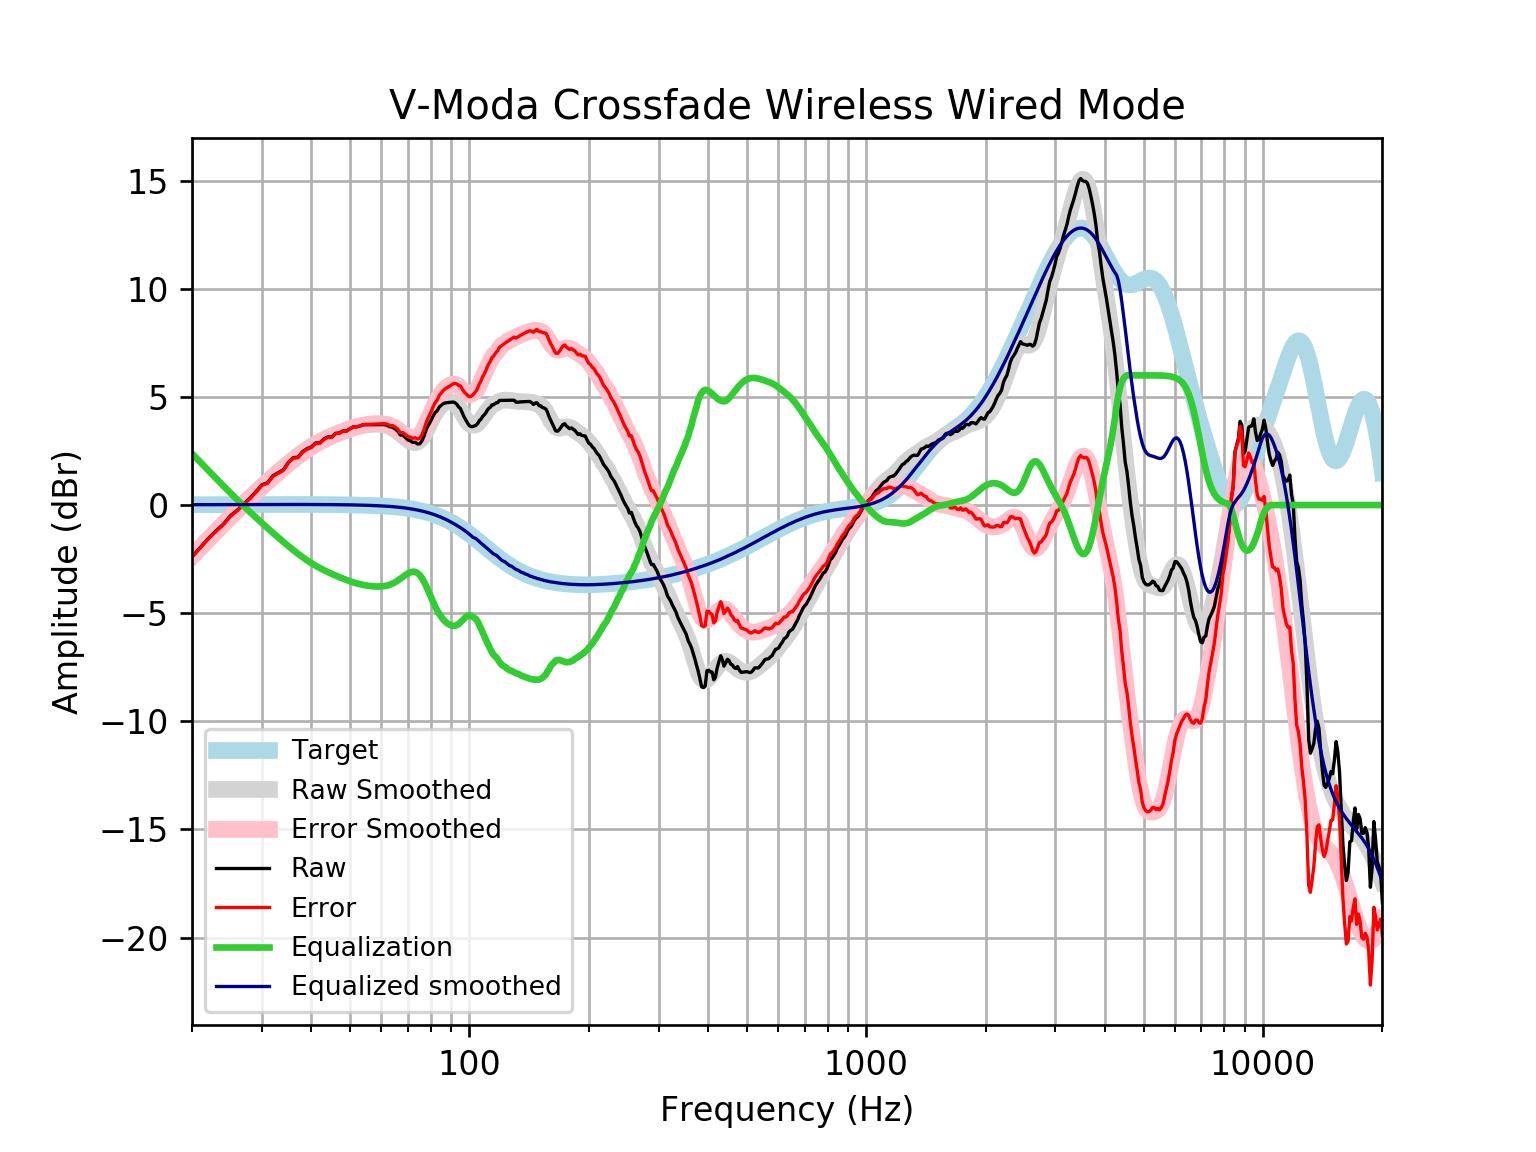 V-Moda Crossfade Wireless Wired Mode
15
10
5
0
−5
−10
−15
−20
Amplitude (dBr)
Target
Raw Smoothed
Error Smoothed
Raw
Error
Equalization
Equalized smoothed
100
1000
10000
Frequency (Hz)